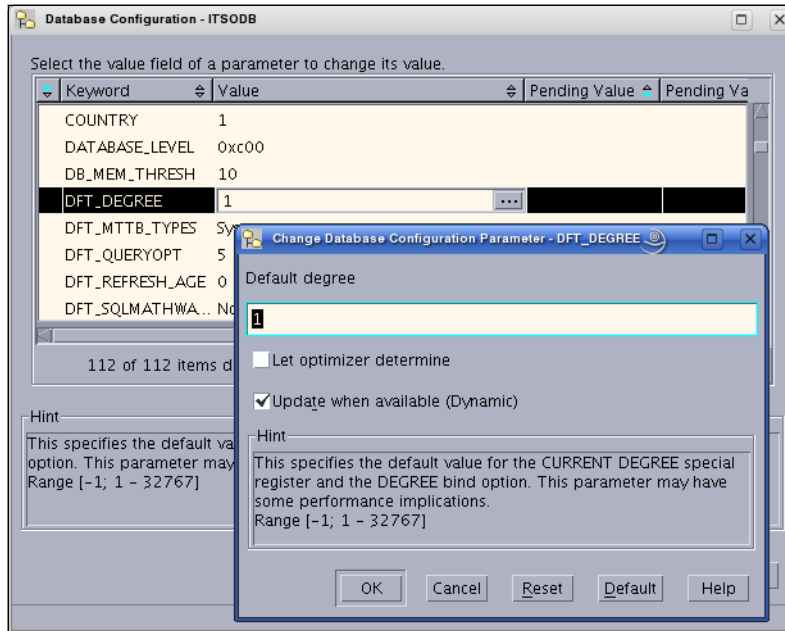 Database Configuration - ITSODB
Select the value field of a parameter to change its value.
Keyword Value Pending Value Pending Va
COUNTRY 1
DATABASE_LEVEL 0xc00
DB_MEM_THRESH 10
DFT_DEGREE 1 ...
DFT_MTTB_TYPES
DFT_QUERYOPT 5
DFT_REFRESH_AGE 0
DFT_SQLMATHWA... No
112 of 112 items d
Hint
This specifies the default va
option. This parameter may
Range [-1; 1 - 32767]
Change Database Configuration Parameter - DFT_DEGREE
Default degree
1
Let optimizer determine
Update when available (Dynamic)
Hint
This specifies the default value for the CURRENT DEGREE special
register and the DEGREE bind option. This parameter may have
some performance implications.
Range [-1; 1 - 32767]
OK Cancel Reset Default Help